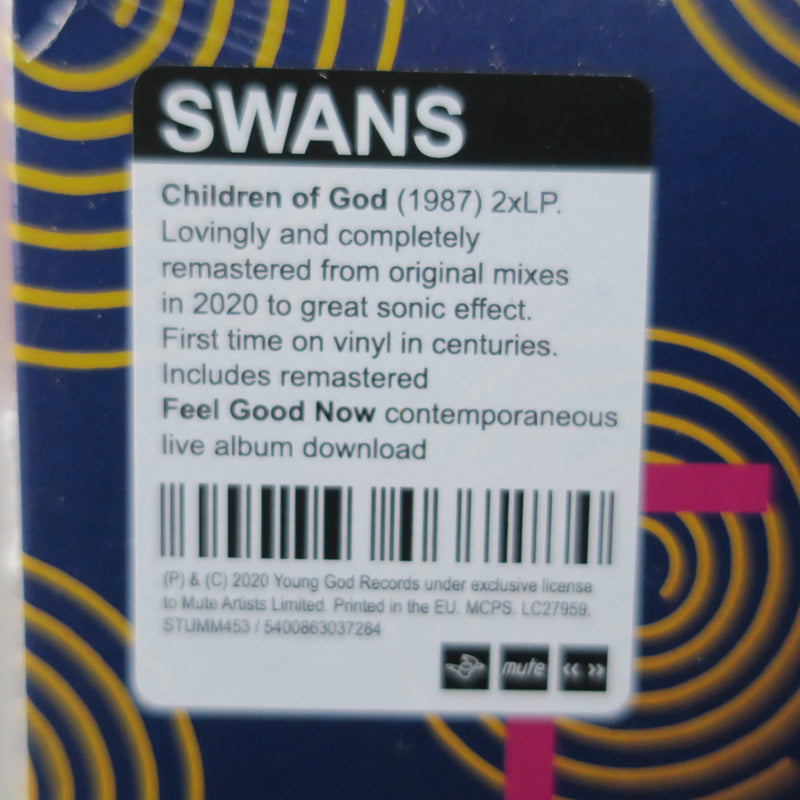 SWANS
Children of God (1987) 2xLP.
Lovingly and completely
remastered from original mixes
in 2020 to great sonic effect.
First time on vinyl in centuries.
Includes remastered
Feel Good Now contemporaneous
live album download
(P) & (C) 2020 Young God Records under exclusive license
to Mute Artists Limited. Printed in the EU. MCPS. LC27959.
STUMM453 / 5400863037284
mute « »